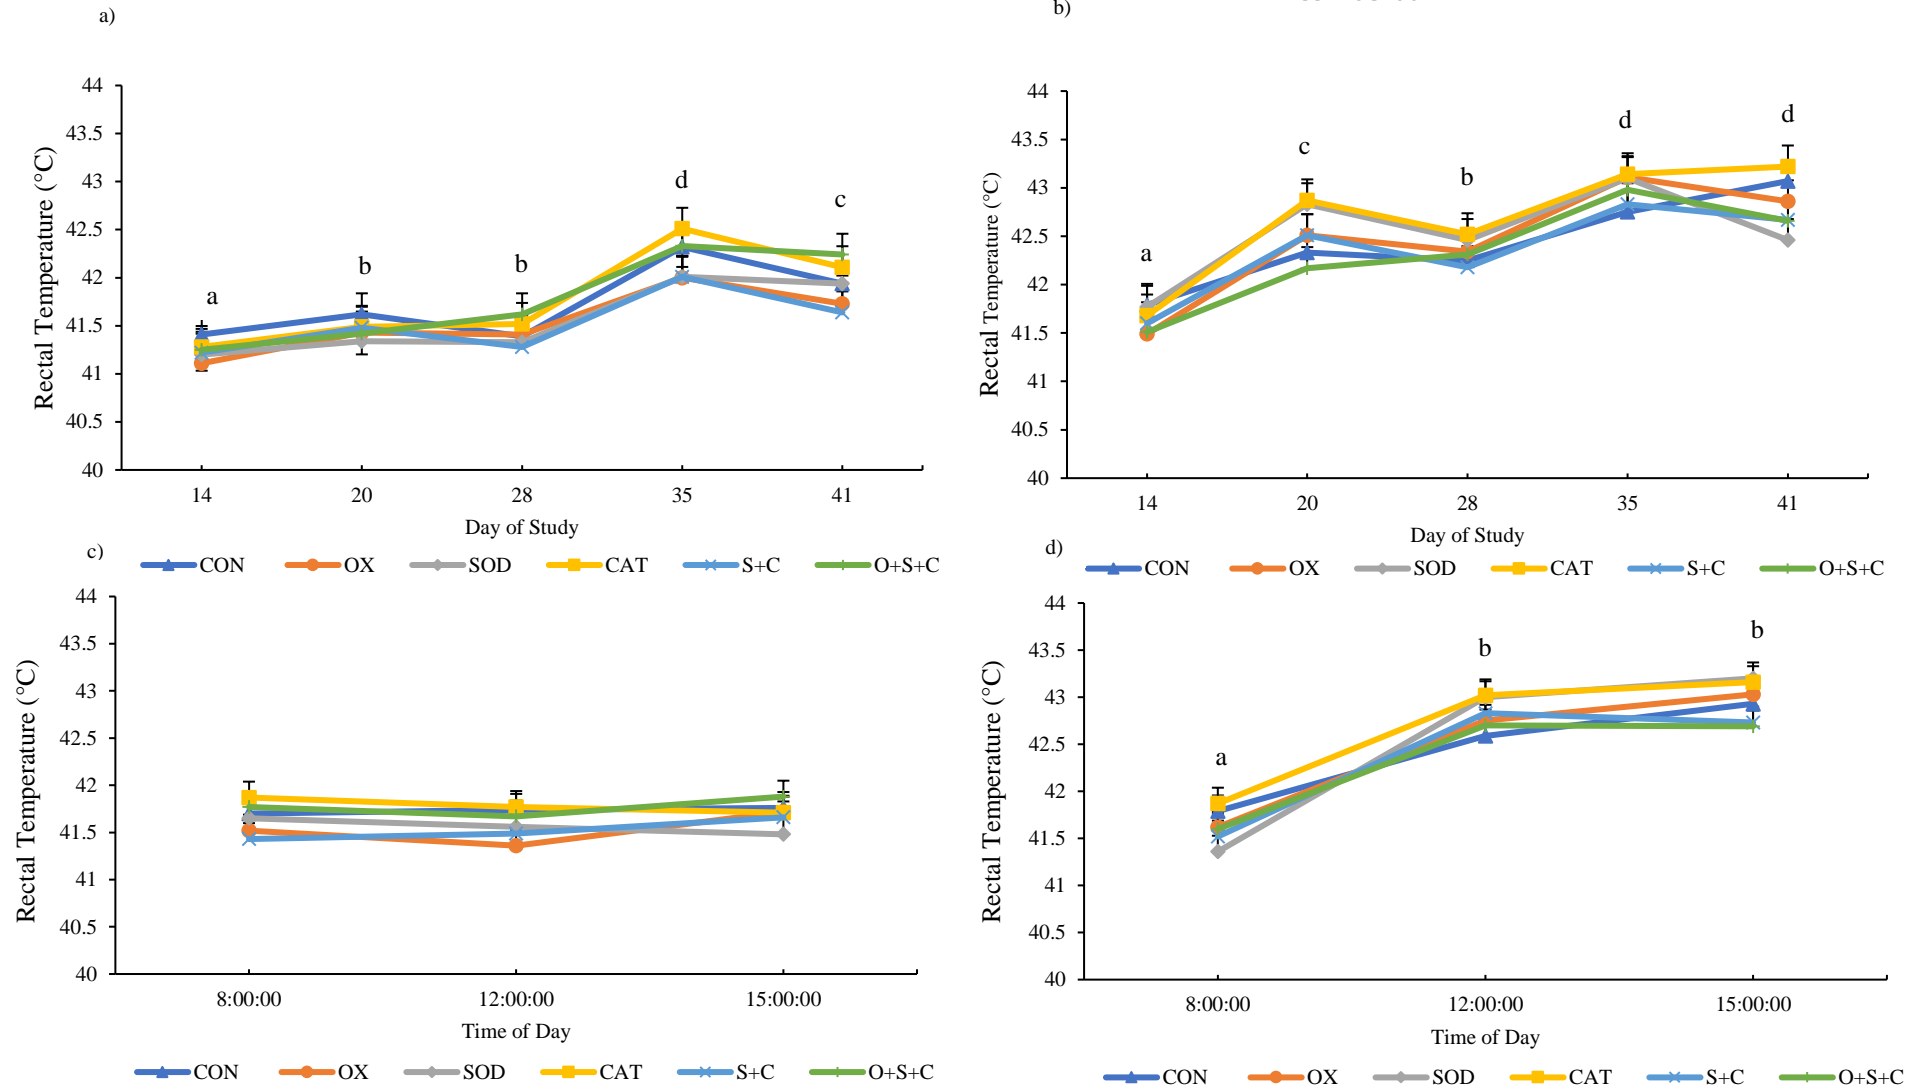 a)
44
43.5
43
42.5
42
41.5
41
40.5
40
Rectal Temperature (°C)
a
b
b
d
c
14 20 28 35 41
Day of Study
CON OX SOD CAT S+C O+S+C
b)
44
43.5
43
42.5
42
41.5
41
40.5
40
Rectal Temperature (°C)
a
c
b
d
d
14 20 28 35 41
Day of Study
CON OX SOD CAT S+C O+S+C
c)
44
43.5
43
42.5
42
41.5
41
40.5
40
Rectal Temperature (°C)
8:00:00 12:00:00 15:00:00
Time of Day
CON OX SOD CAT S+C O+S+C
d)
44
43.5
43
42.5
42
41.5
41
40.5
40
Rectal Temperature (°C)
a
b
b
8:00:00 12:00:00 15:00:00
Time of Day
CON OX SOD CAT S+C O+S+C